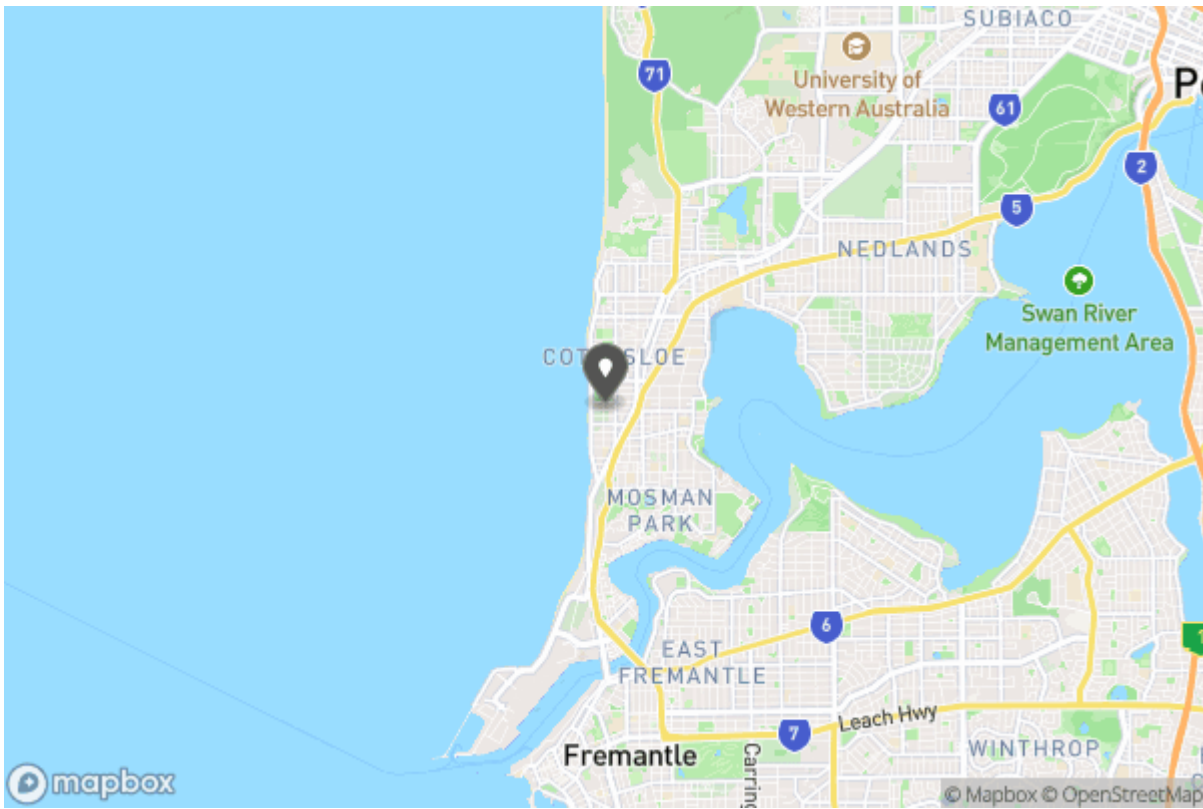 SUBIACO
71
University of
Western Australia
61
2
5
NEDLANDS
Swan River
Management Area
MOSMAN
PARK
6
EAST
FREMANTLE
Leach Hwy
7
Fremantle
WINTHROP
mapbox
© Mapbox © OpenStreetMap